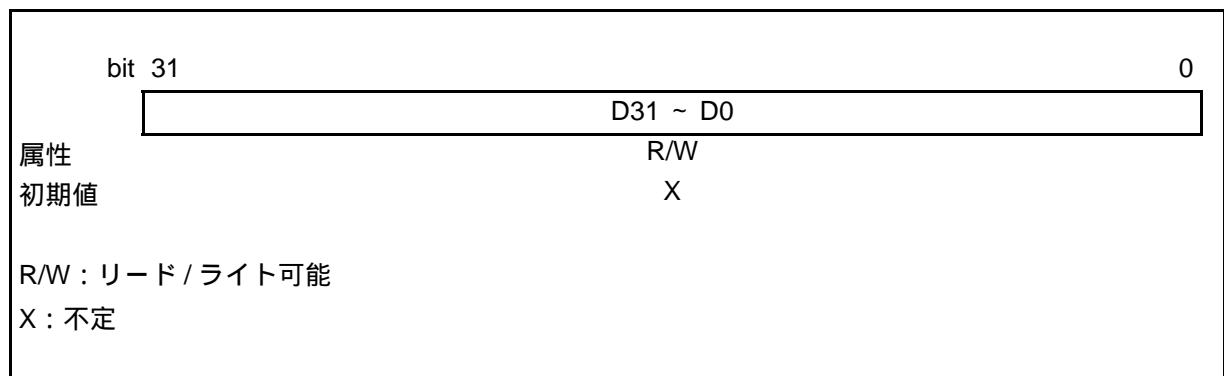 bit 31 0
D31 ~ D0
属性 R/W
初期値 X
R/W：リード / ライト可能
X：不定